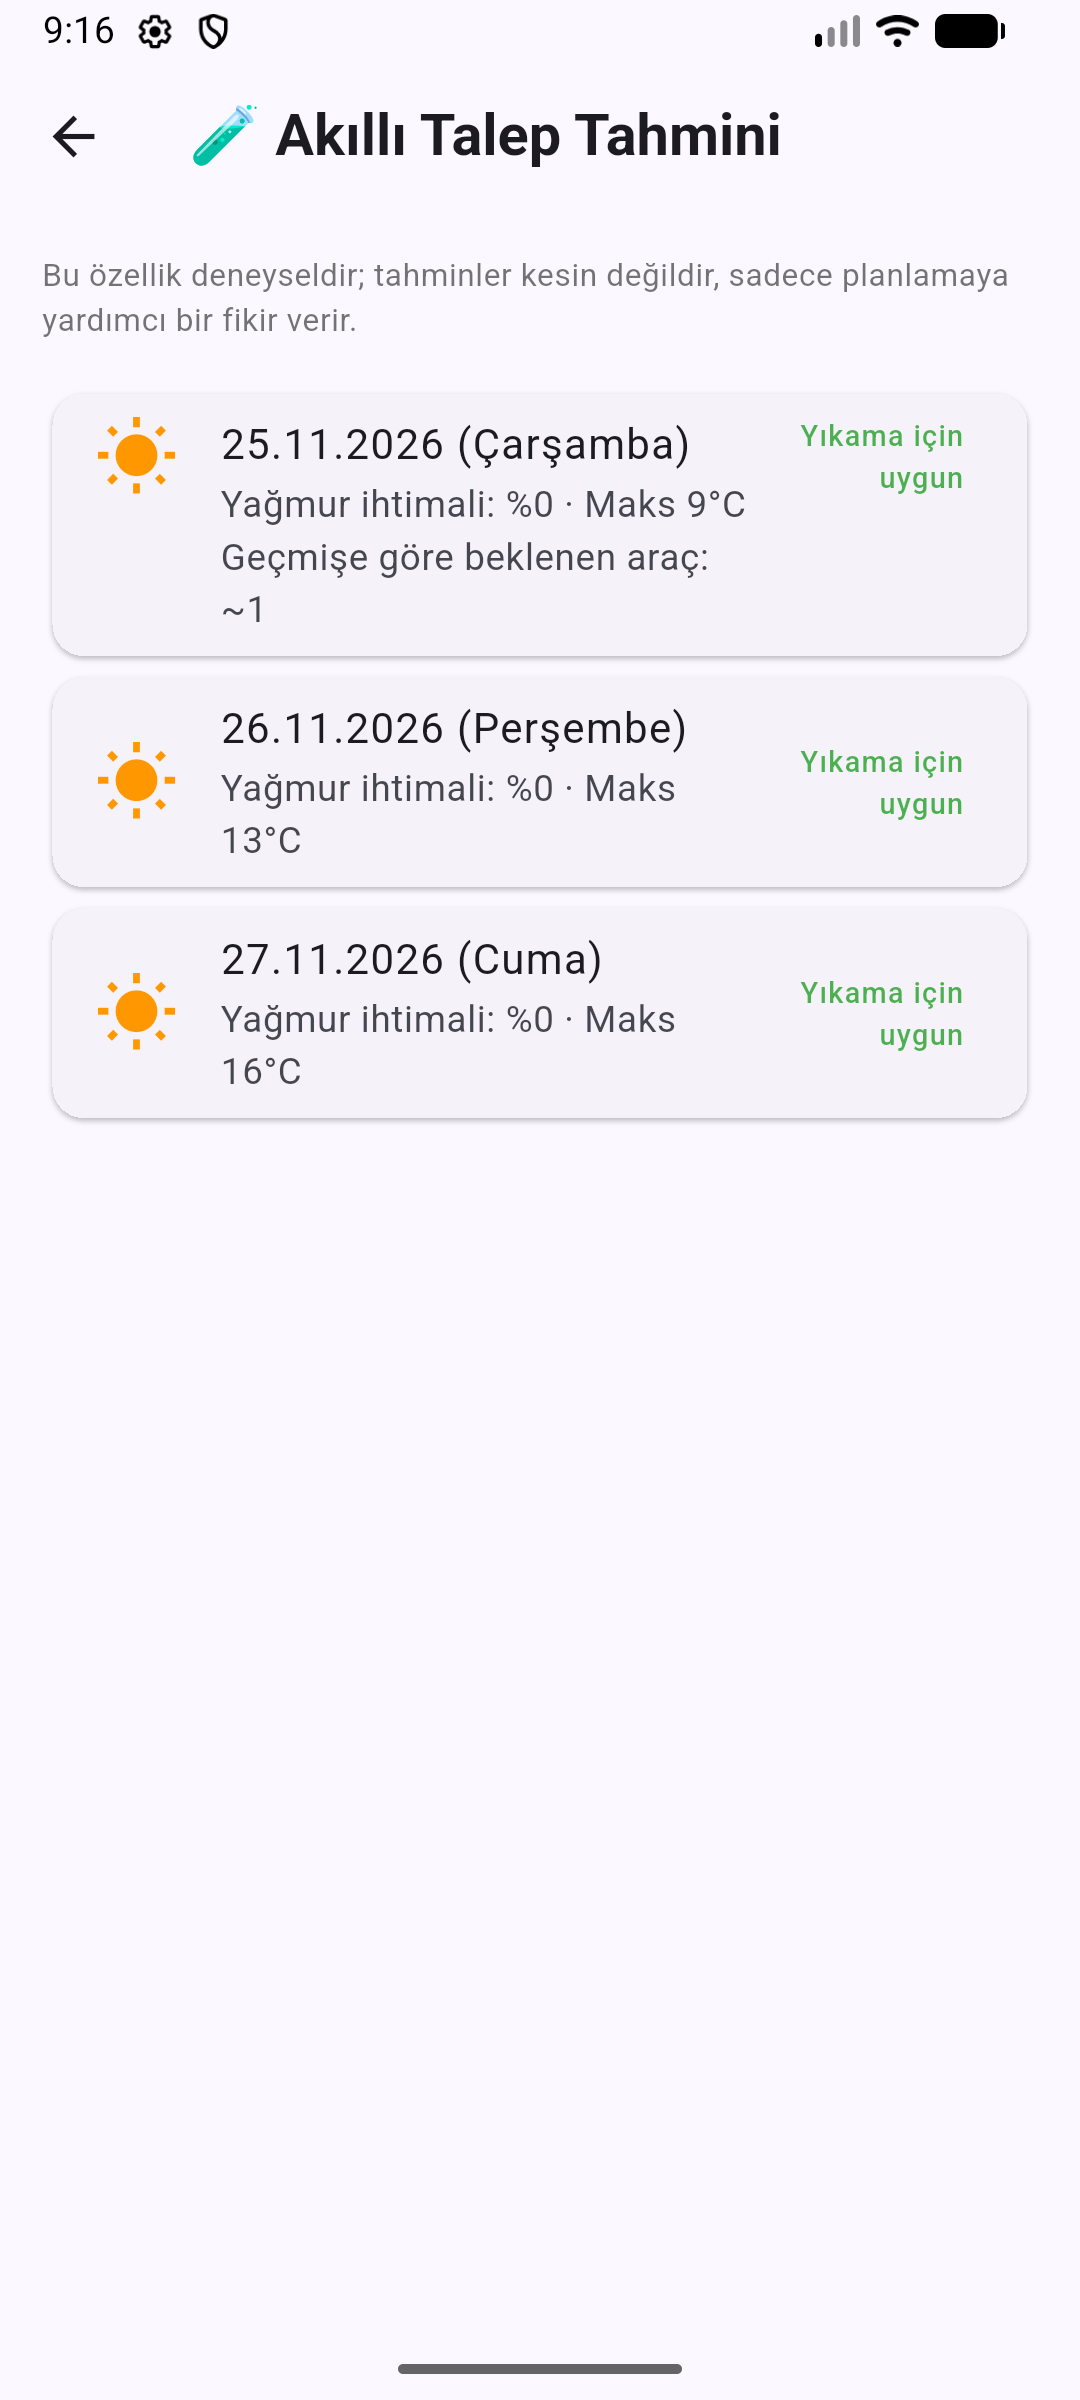 9:16
Akıllı Talep Tahmini
Bu özellik deneyseldir; tahminler kesin değildir, sadece planlamaya
yardımcı bir fikir verir.
25.11.2026 (Çarşamba)
Yağmur ihtimali: %0 · Maks 9°C
Geçmişe göre beklenen araç:
~1
Yıkama için
uygun
26.11.2026 (Perşembe)
Yağmur ihtimali: %0 · Maks
13°C
Yıkama için
uygun
27.11.2026 (Cuma)
Yağmur ihtimali: %0 · Maks
16°C
Yıkama için
uygun